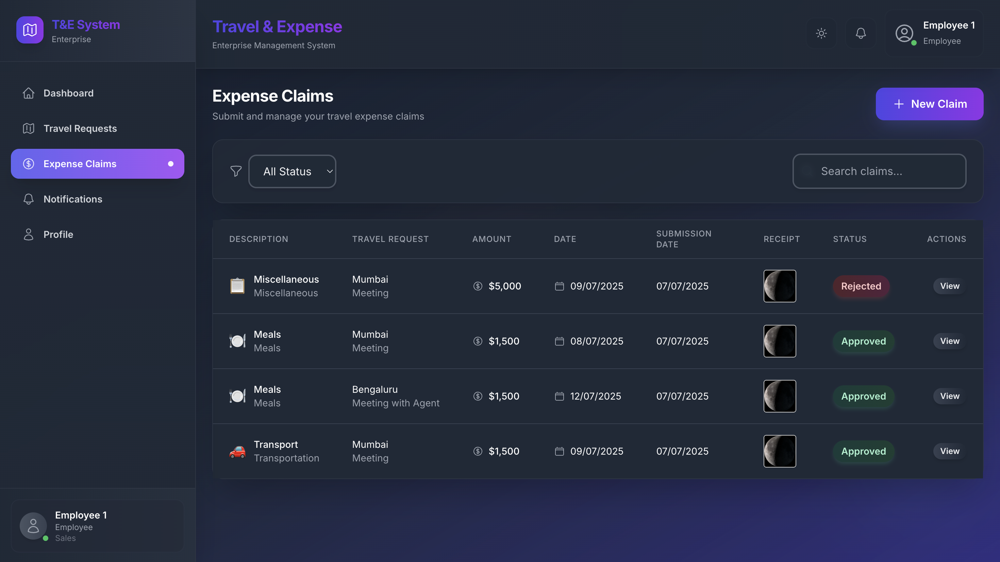 T&E System
Enterprise
Dashboard
Travel Requests
Expense Claims
Notifications
Profile
Employee 1
Employee
Sales
Travel & Expense
Enterprise Management System
Employee 1
Employee
Expense Claims
Submit and manage your travel expense claims
New Claim
All Status
Search claims...
DESCRIPTION TRAVEL REQUEST AMOUNT DATE SUBMISSION DATE RECEIPT STATUS ACTIONS
Miscellaneous Mumbai $5,000 09/07/2025 07/07/2025 Rejected View
Miscellaneous Meeting
Meals Mumbai $1,500 08/07/2025 07/07/2025 Approved View
Meals Meeting
Meals Bengaluru $1,500 12/07/2025 07/07/2025 Approved View
Meals Meeting with Agent
Transport Mumbai $1,500 09/07/2025 07/07/2025 Approved View
Transportation Meeting